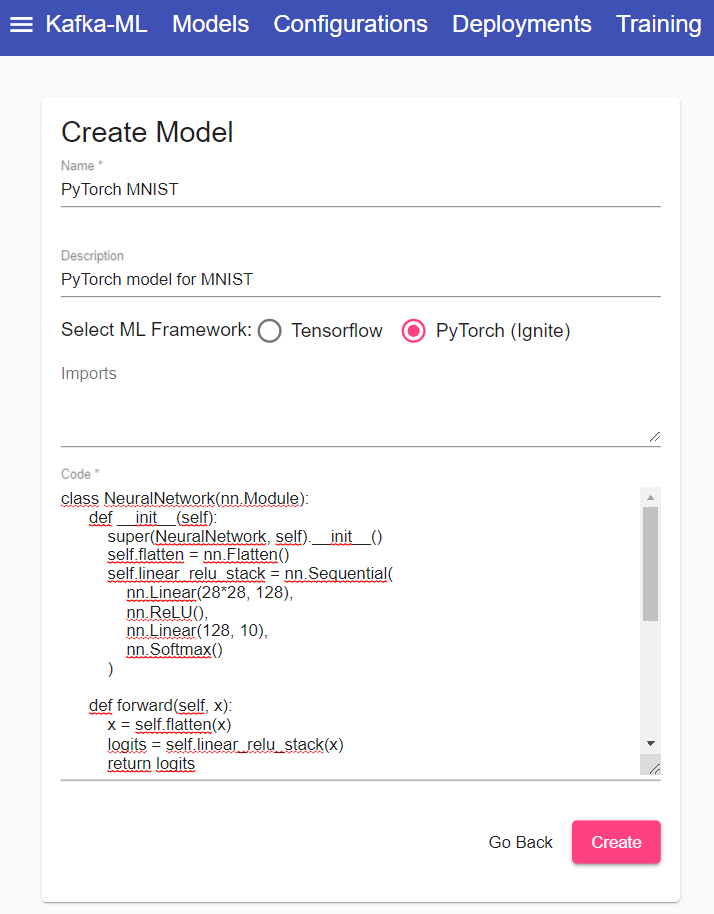 Kafka-ML Models Configurations Deployments Training
Create Model
Name *
PyTorch MNIST
Description
PyTorch model for MNIST
Select ML Framework: Tensorflow PyTorch (Ignite)
Imports
Code *
class NeuralNetwork(nn.Module):
def __init__(self):
super(NeuralNetwork, self).__init__()
self.flatten = nn.Flatten()
self.linear_relu_stack = nn.Sequential(
nn.Linear(28*28, 128),
nn.ReLU(),
nn.Linear(128, 10),
nn.Softmax()
)
def forward(self, x):
x = self.flatten(x)
logits = self.linear_relu_stack(x)
return logits
Go Back Create